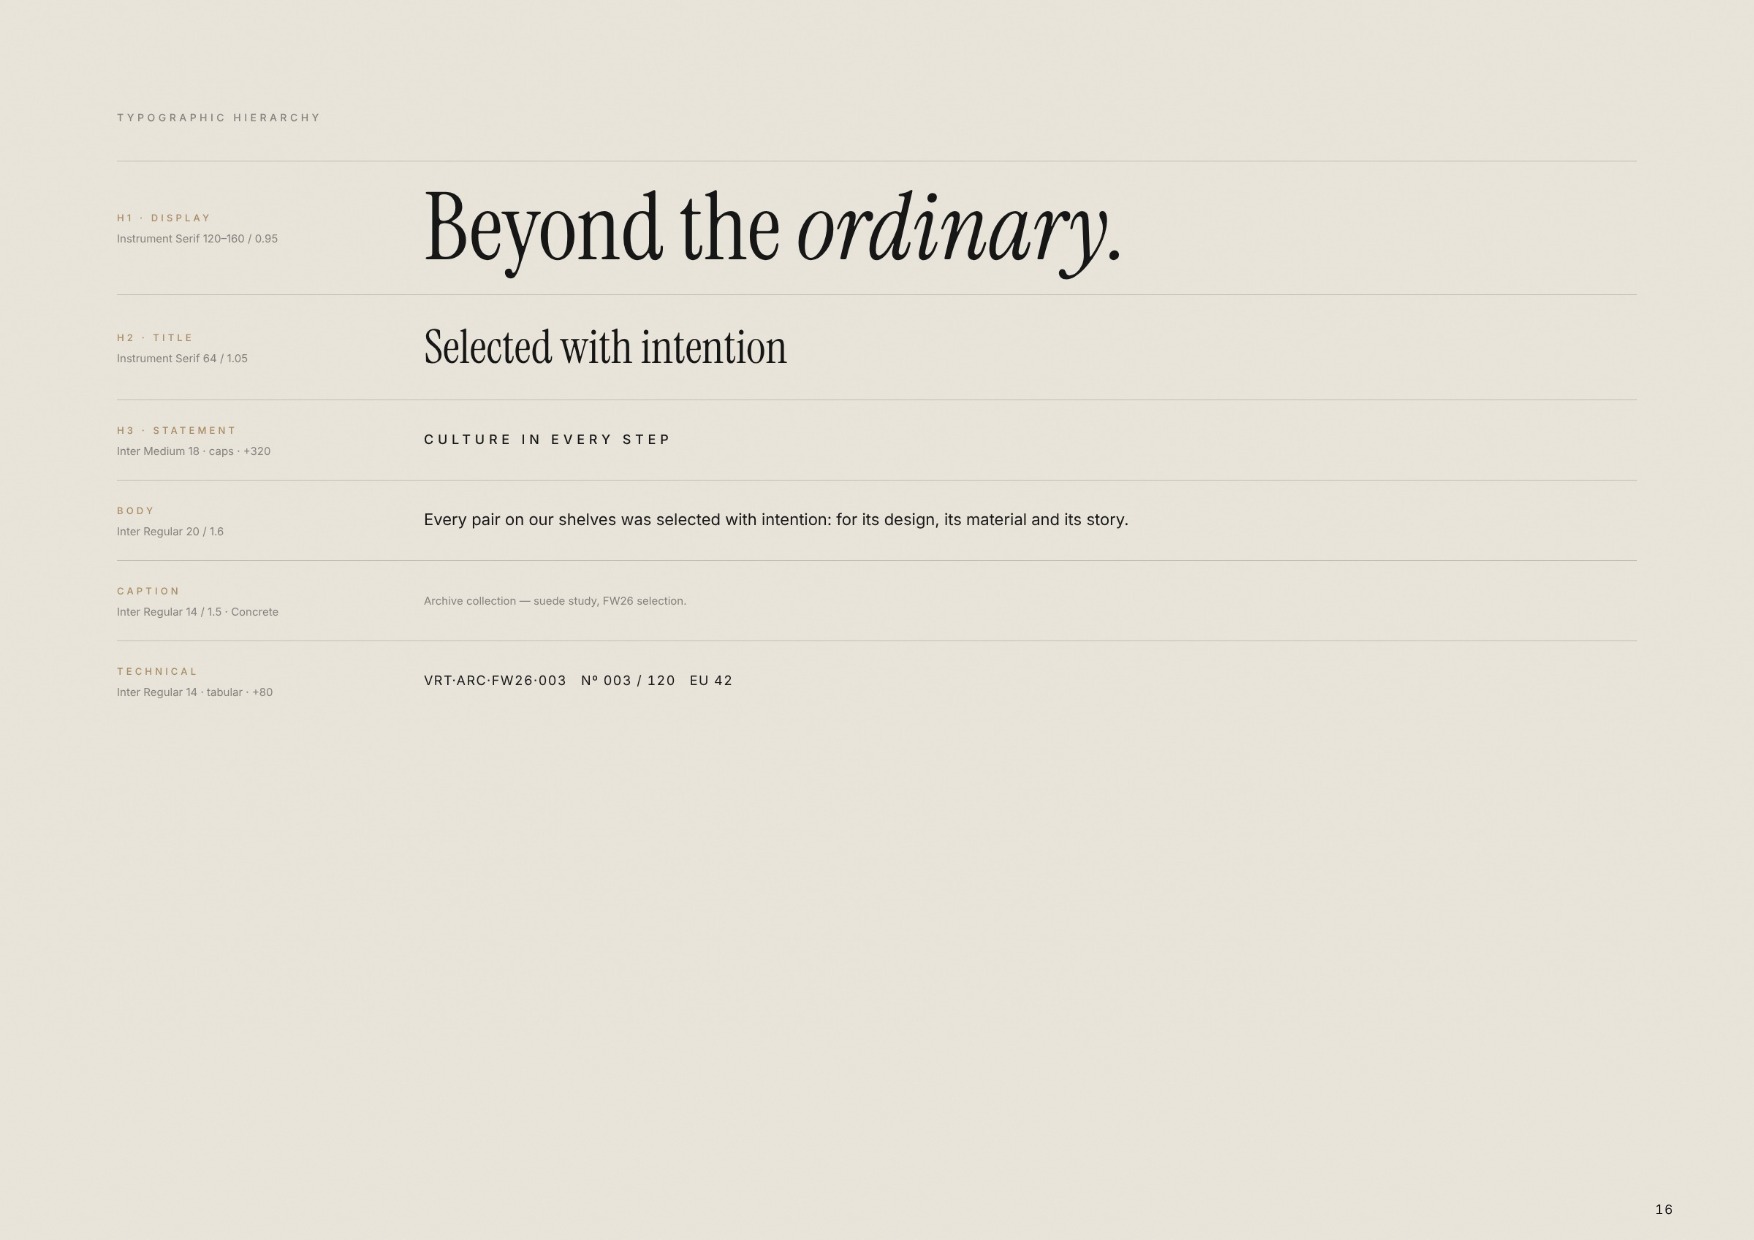 TYPOGRAPHIC HIERARCHY
H1 · DISPLAY
Instrument Serif 120–160 / 0.95
Beyond the ordinary.
H2 · TITLE
Instrument Serif 64 / 1.05
Selected with intention
H3 · STATEMENT
Inter Medium 18 · caps · +320
CULTURE IN EVERY STEP
BODY
Inter Regular 20 / 1.6
Every pair on our shelves was selected with intention: for its design, its material and its story.
CAPTION
Inter Regular 14 / 1.5 · Concrete
Archive collection — suede study, FW26 selection.
TECHNICAL
Inter Regular 14 · tabular · +80
VRT·ARC·FW26·003 Nº 003 / 120 EU 42
16